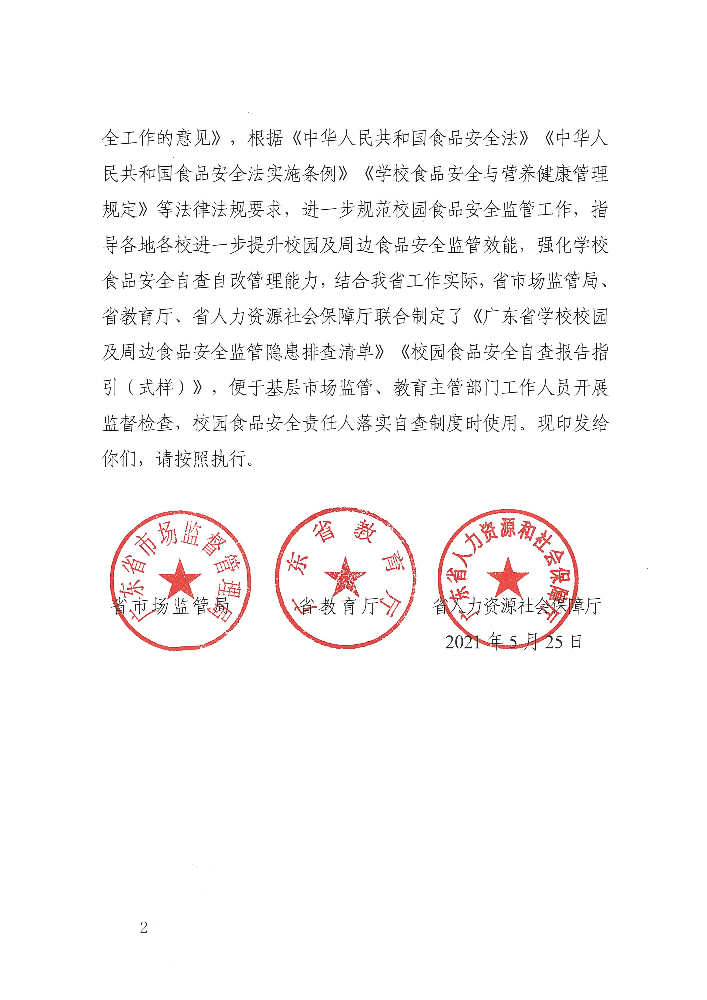 全工作的意见》，根据《中华人民共和国食品安全法》《中华人
民共和国食品安全法实施条例》《学校食品安全与营养健康管理
规定》等法律法规要求，进一步规范校园食品安全监管工作，指
导各地各校进一步提升校园及周边食品安全监管效能，强化学校
食品安全自查自改管理能力，结合我省工作实际，省市场监管局、
省教育厅、省人力资源社会保障厅联合制定了《广东省学校校园
及周边食品安全监管隐患排查清单》《校园食品安全自查报告指
引（式样）》，便于基层市场监管、教育主管部门工作人员开展
监督检查，校园食品安全责任人落实自查制度时使用。现印发给
你们，请按照执行。
广东省市场监督管理局
广东省教育厅
广东省人力资源和社会保障厅
省市场监管局 省教育厅 省人力资源社会保障厅
2021 年 5 月 25 日
— 2 —